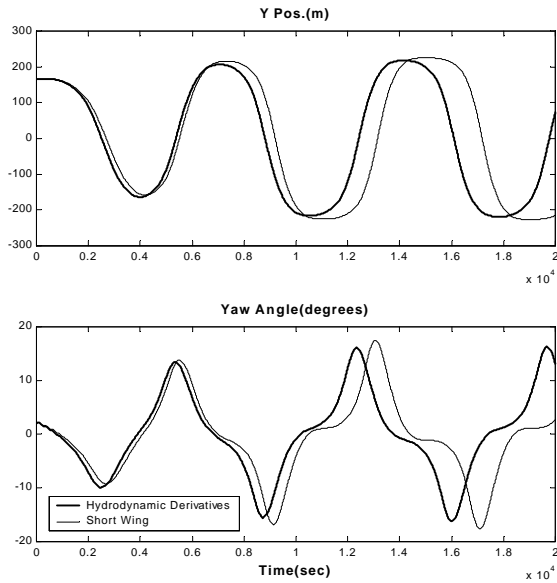 Y Pos.(m)
300
200
100
0
-100
-200
-300
0 0.2 0.4 0.6 0.8 1 1.2 1.4 1.6 1.8 2
x 10^4
Yaw Angle(degrees)
20
10
0
-10
-20
Hydrodynamic Derivatives
Short Wing
0 0.2 0.4 0.6 0.8 1 1.2 1.4 1.6 1.8 2
x 10^4
Time(sec)